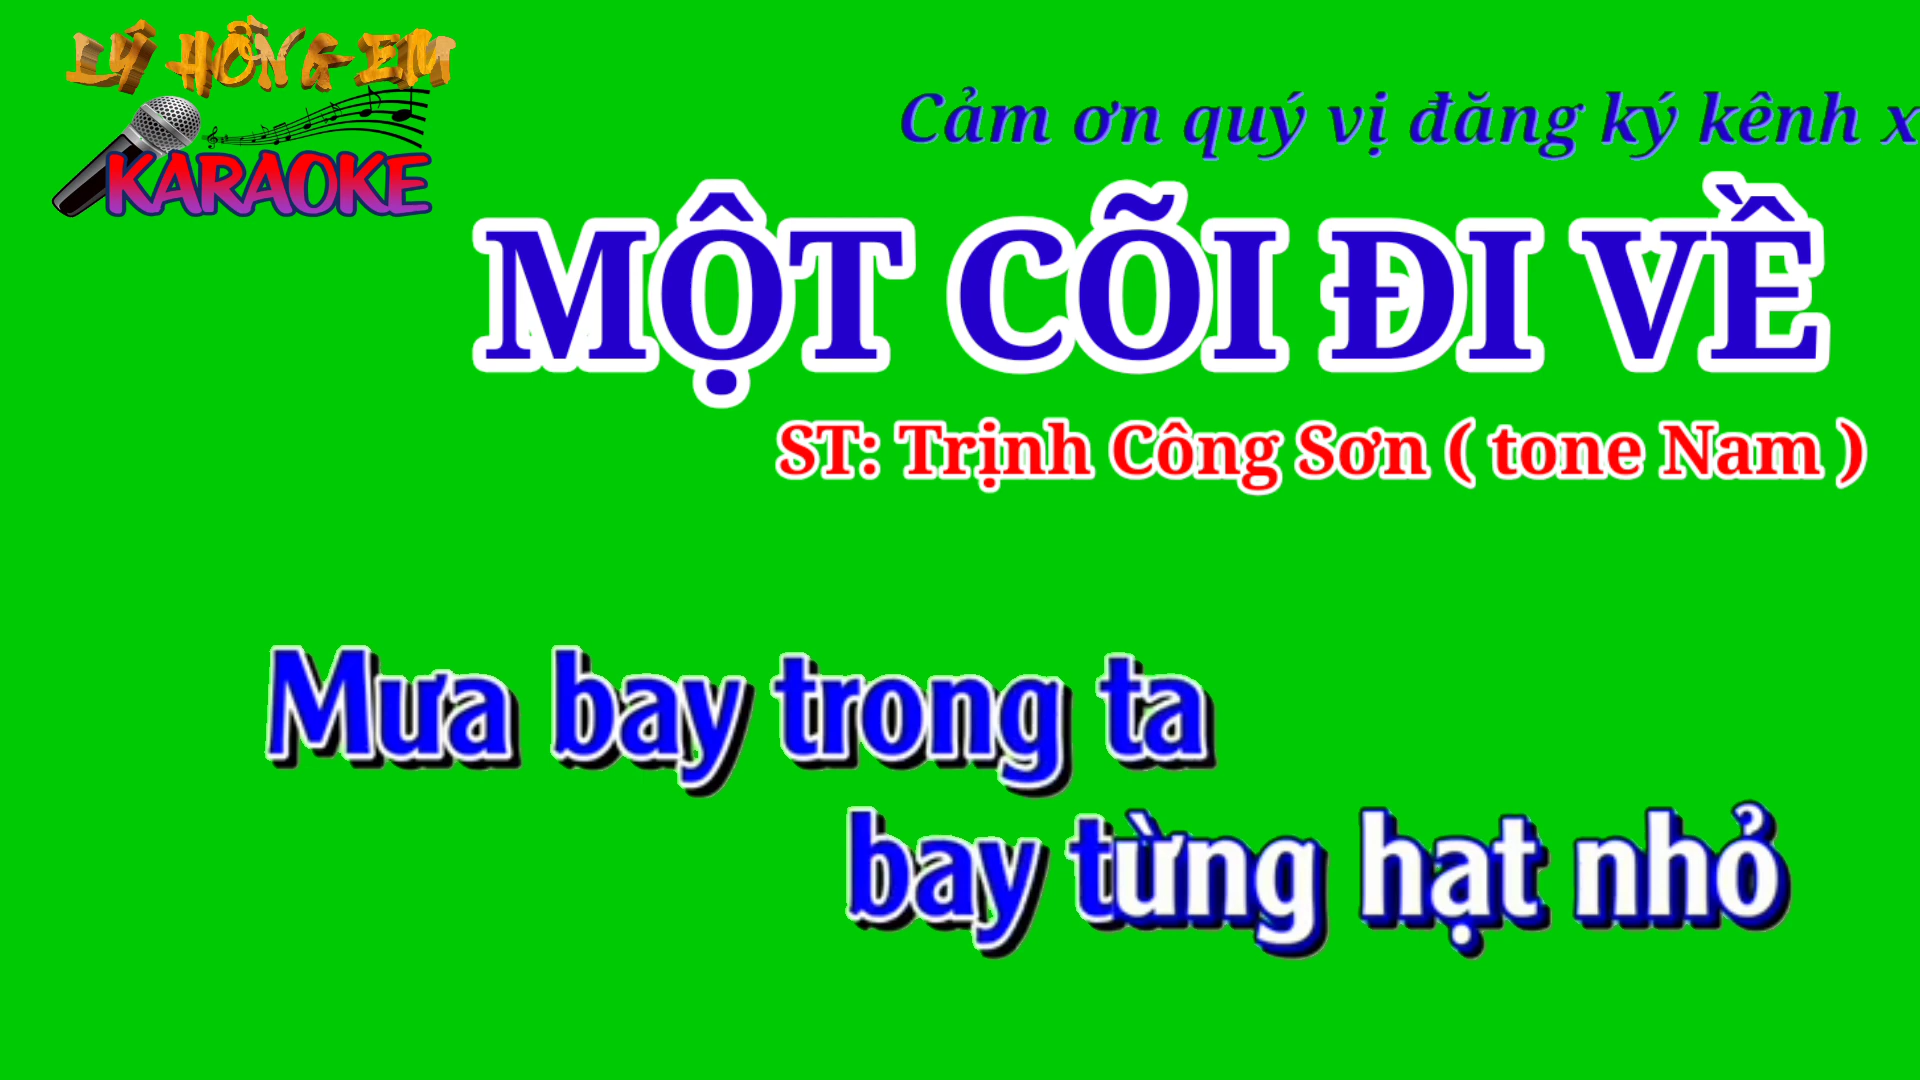 LÝ HỒNG EM
KARAOKE
Cảm ơn quý vị đăng ký kênh x
MỘT CÕI ĐI VỀ
ST: Trịnh Công Sơn ( tone Nam )
Mưa bay trong ta
bay từng hạt nhỏ